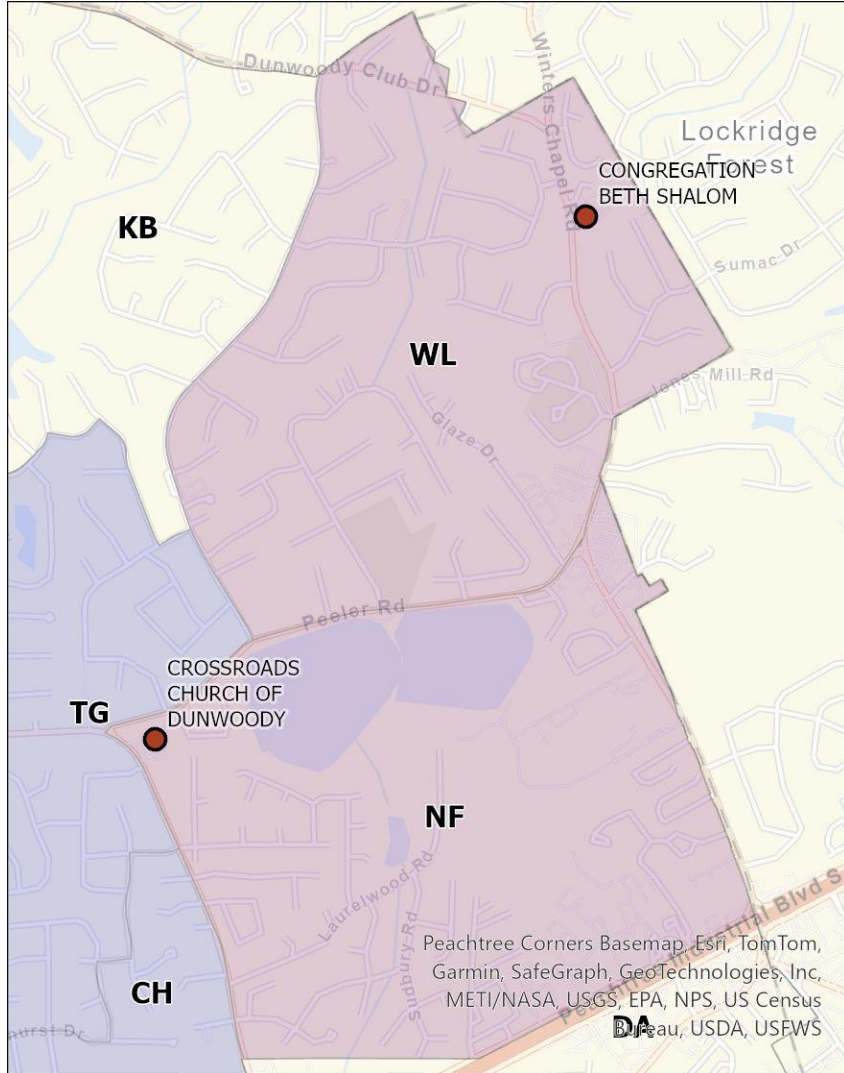 Dunwoody Club Dr
Winters Chapel Rd
Lockridge
Forest
CONGREGATION
BETH SHALOM
KB
Sumac Dr
WL
Jones Mill Rd
Glaze Dr
Peeler Rd
CROSSROADS
CHURCH OF
DUNWOODY
TG
NF
Laurelwood Rd
Sudbury Rd
Peachtree Industrial Blvd S
CH
hurst Dr
DA
Peachtree Corners Basemap, Esri, TomTom,
Garmin, SafeGraph, GeoTechnologies, Inc,
METI/NASA, USGS, EPA, NPS, US Census
Bureau, USDA, USFWS